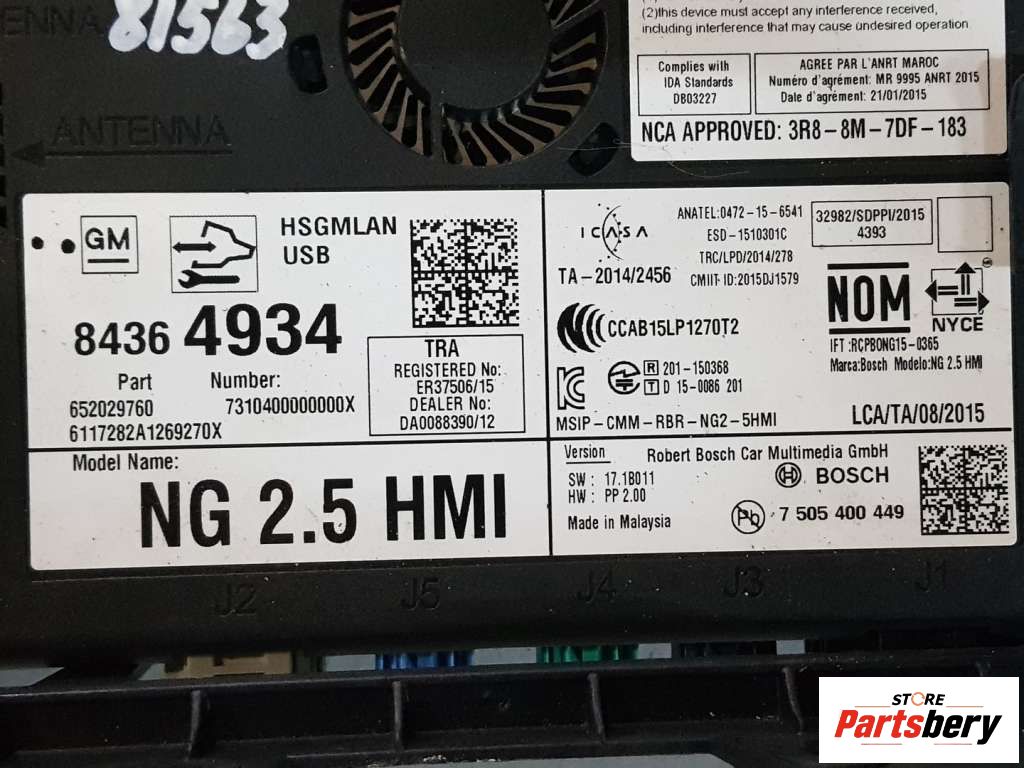 ENNA
81563
ANTENNA
(2)this device must accept any interference received,
including interference that may cause undesired operation.
Complies with
IDA Standards
DB03227
AGREE PAR L'ANRT MAROC
Numéro d'agrément: MR 9995 ANRT 2015
Date d'agrément: 21/01/2015
NCA APPROVED: 3R8-8M-7DF-183
GM
HSGMLAN
USB
8436 4934
Part Number:
652029760 7310400000000X
6117282A1269270X
TRA
REGISTERED No:
ER37506/15
DEALER No:
DA0088390/12
Model Name:
NG 2.5 HMI
ICASA
TA-2014/2456
ANATEL:0472-15-6541
ESD-1510301C
TRC/LPD/2014/278
CMIIT ID:2015DJ1579
32982/SDPPI/2015
4393
CCAB15LP1270T2
NOM
NYCE
IFT :RCPBONG15-0365
Marca:Bosch Modelo:NG 2.5 HMI
R 201-150368
T D 15-0086 201
MSIP-CMM-RBR-NG2-5HMI
LCA/TA/08/2015
Version
SW : 17.1B011
HW : PP 2.00
Made in Malaysia
Robert Bosch Car Multimedia GmbH
BOSCH
Pb
7 505 400 449
J2 J5 J4 J3 J1
STORE
Partsbery